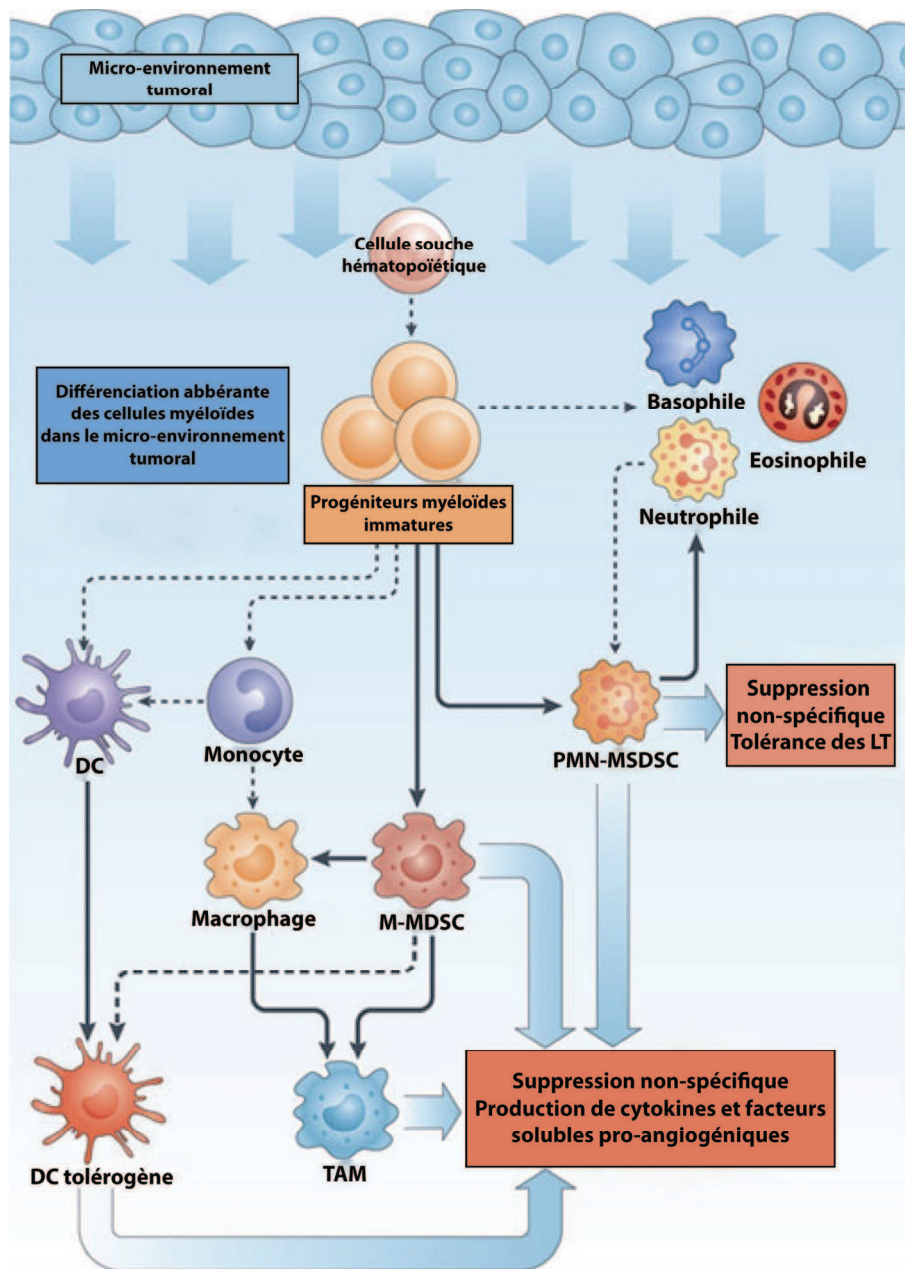 Micro-environnement
tumoral
Cellule souche
hématopoïétique
Différenciation abbérante
des cellules myéloïdes
dans le micro-environnement
tumoral
Basophile
Eosinophile
Neutrophile
Progéniteurs myéloïdes
immatures
Suppression
non-spécifique
Tolérance des LT
DC
Monocyte
PMN-MSDSC
Macrophage
M-MDSC
Suppression non-spécifique
Production de cytokines et facteurs
solubles pro-angiogéniques
DC tolérogène
TAM